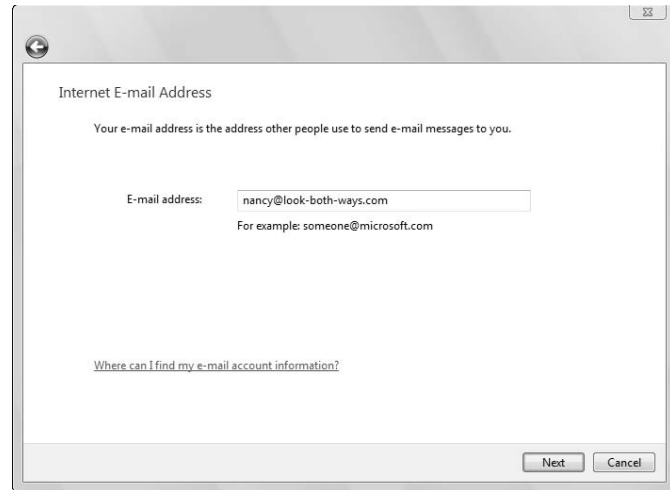 Internet E-mail Address
Your e-mail address is the address other people use to send e-mail messages to you.
E-mail address:
nancy@look-both-ways.com
For example: someone@microsoft.com
Where can I find my e-mail account information?
Next
Cancel